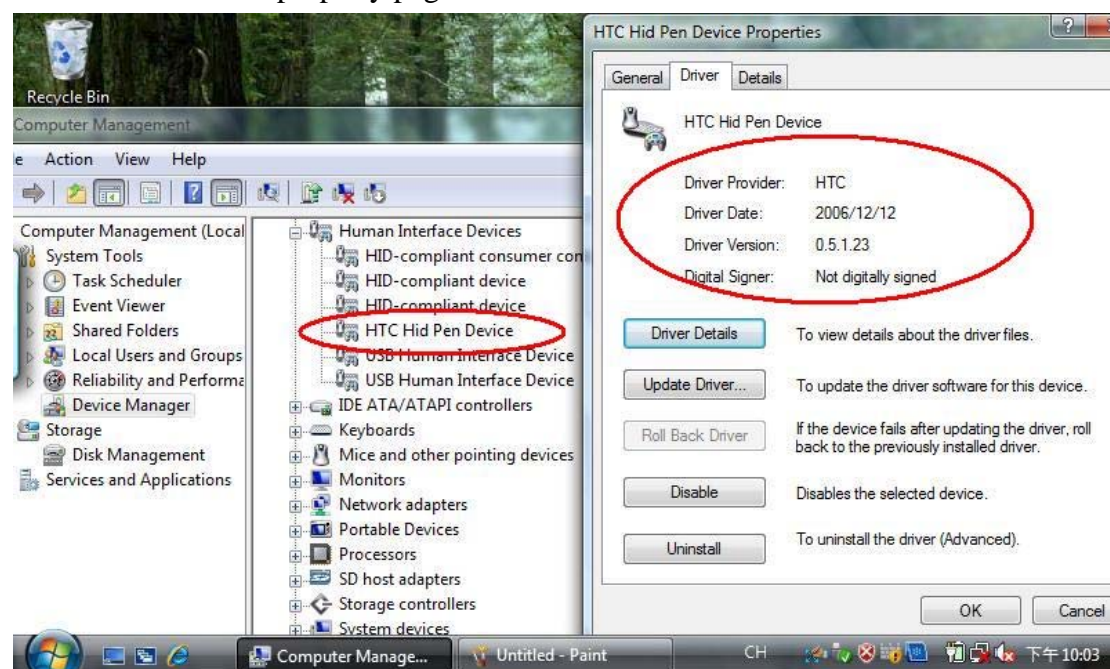 Recycle Bin
Computer Management
e Action View Help
Computer Management (Local
System Tools
Task Scheduler
Event Viewer
Shared Folders
Local Users and Groups
Reliability and Performa
Device Manager
Storage
Disk Management
Services and Applications
Human Interface Devices
HID-compliant consumer con
HID-compliant device
HID-compliant device
HTC Hid Pen Device
USB Human Interface Device
USB Human Interface Device
IDE ATA/ATAPI controllers
Keyboards
Mice and other pointing devices
Monitors
Network adapters
Portable Devices
Processors
SD host adapters
Storage controllers
System devices
HTC Hid Pen Device Properties
General Driver Details
HTC Hid Pen Device
Driver Provider: HTC
Driver Date: 2006/12/12
Driver Version: 0.5.1.23
Digital Signer: Not digitally signed
Driver Details To view details about the driver files.
Update Driver... To update the driver software for this device.
Roll Back Driver If the device fails after updating the driver, roll
back to the previously installed driver.
Disable Disables the selected device.
Uninstall To uninstall the driver (Advanced).
OK Cancel
Computer Manage... Untitled - Paint CH 下午 10:03